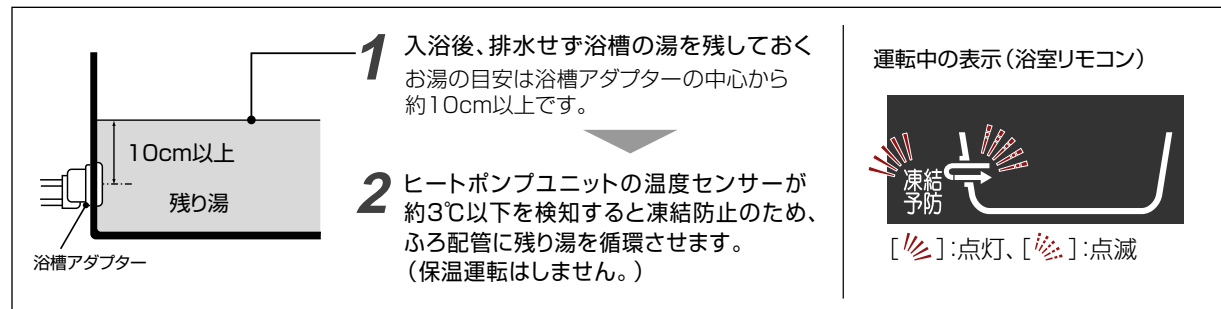 10cm以上
残り湯
浴槽アダプター
1 入浴後、排水せず浴槽の湯を残しておく
お湯の目安は浴槽アダプターの中心から
約10cm以上です。
2 ヒートポンプユニットの温度センサーが
約3℃以下を検知すると凍結防止のため、
ふろ配管に残り湯を循環させます。
（保温運転はしません。）
運転中の表示（浴室リモコン）
凍結
予防
[ ]:点灯、[ ]:点滅